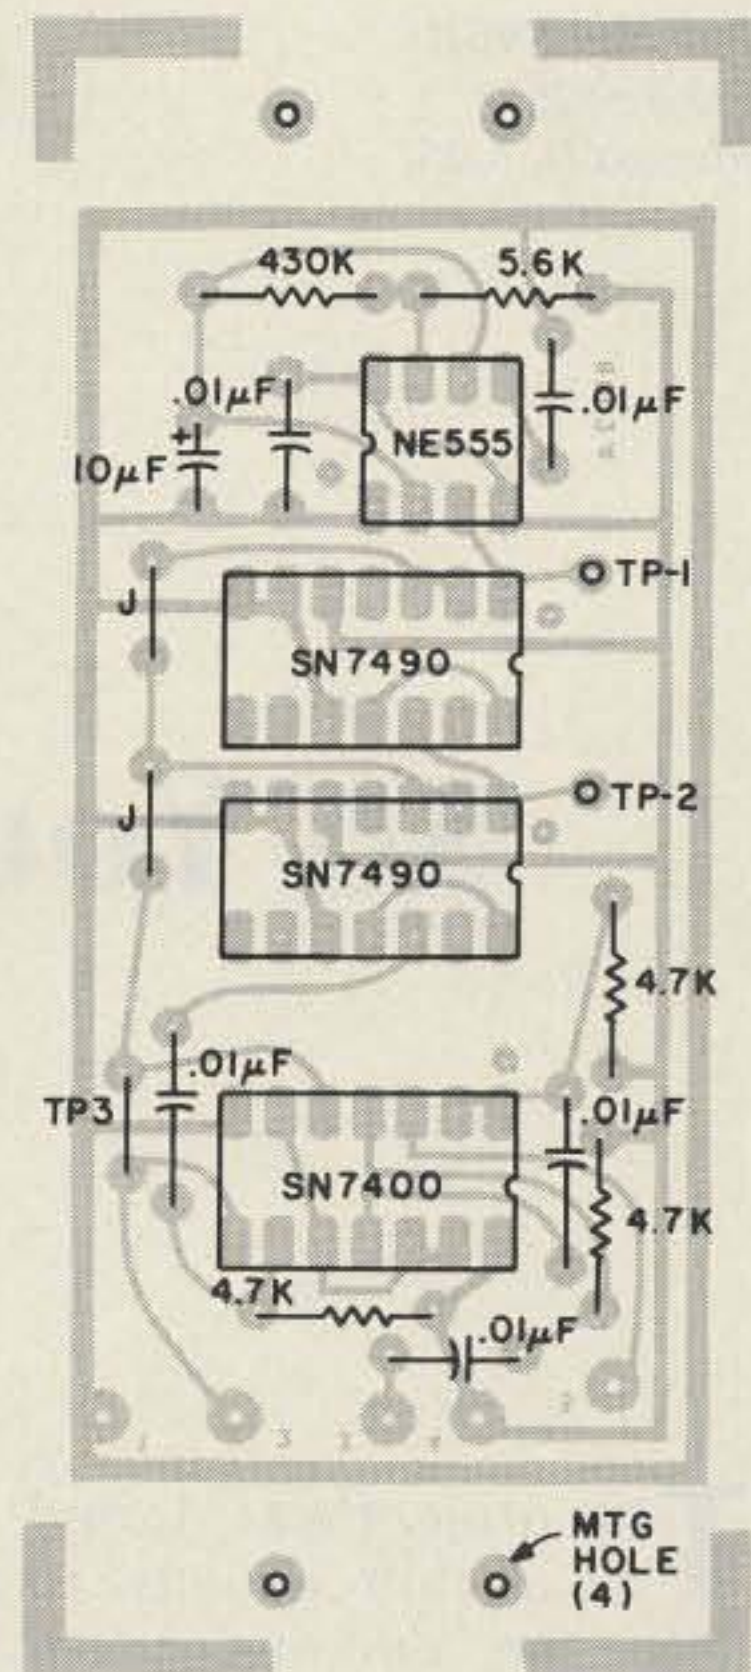 430K 5.6K
.01μF .01μF
+
10μF NE555
TP-1
J
SN7490
TP-2
J
SN7490
4.7K
.01μF
TP3 .01μF
SN7400
4.7K
4.7K
.01μF
MTG
HOLE
(4)